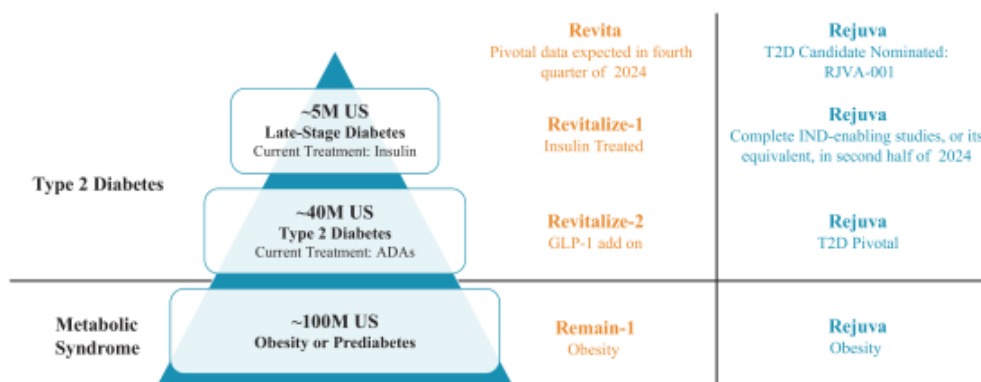 Revita
Pivotal data expected in fourth
quarter of 2024
Rejuva
T2D Candidate Nominated:
RJVA-001
Type 2 Diabetes
~5M US
Late-Stage Diabetes
Current Treatment: Insulin
Revitalize-1
Insulin Treated
Rejuva
Complete IND-enabling studies, or its
equivalent, in second half of 2024
~40M US
Type 2 Diabetes
Current Treatment: ADAs
Revitalize-2
GLP-1 add on
Rejuva
T2D Pivotal
Metabolic
Syndrome
~100M US
Obesity or Prediabetes
Remain-1
Obesity
Rejuva
Obesity